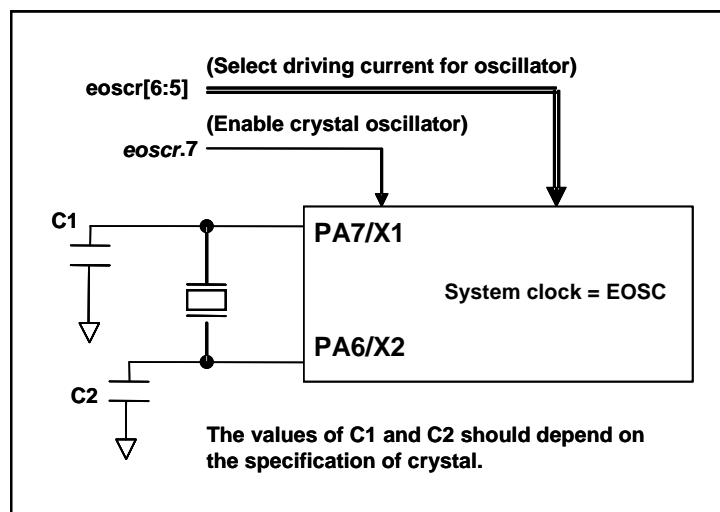 (Select driving current for oscillator)
eoscr[6:5]
(Enable crystal oscillator)
eoscr.7
C1
PA7/X1
System clock = EOSC
PA6/X2
C2
The values of C1 and C2 should depend on
the specification of crystal.